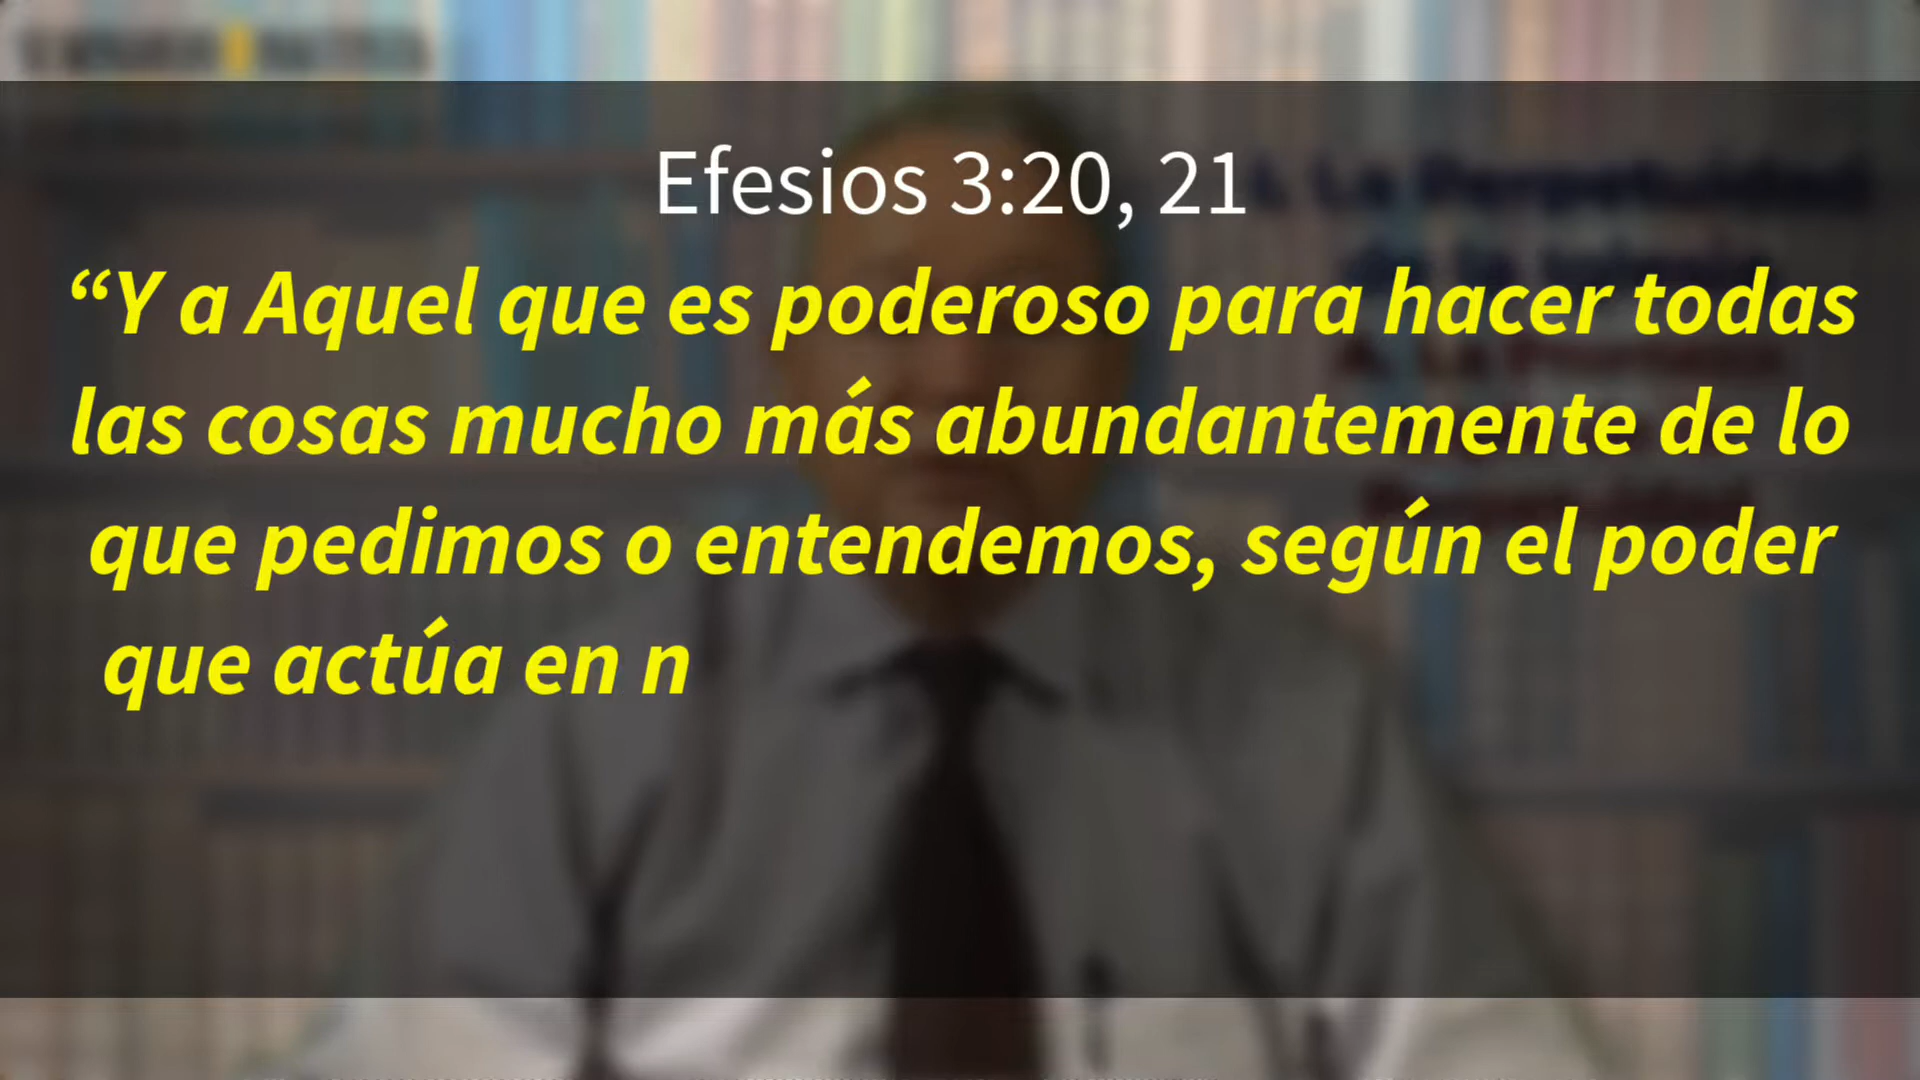 Efesios 3:20, 21
“Y a Aquel que es poderoso para hacer todas
las cosas mucho más abundantemente de lo
que pedimos o entendemos, según el poder
que actúa en n